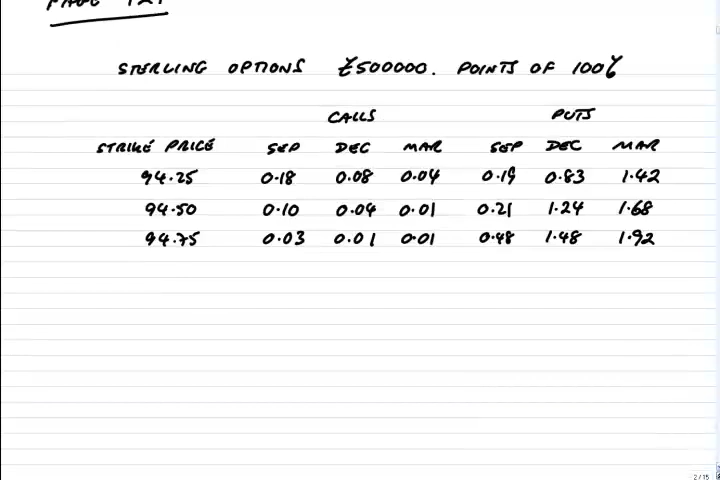 STERLING OPTIONS £500000. POINTS OF 100%
CALLS PUTS
STRIKE PRICE SEP DEC MAR SEP DEC MAR
94.25 0.18 0.08 0.04 0.19 0.83 1.42
94.50 0.10 0.04 0.01 0.21 1.24 1.68
94.75 0.03 0.01 0.01 0.48 1.48 1.92
2/15